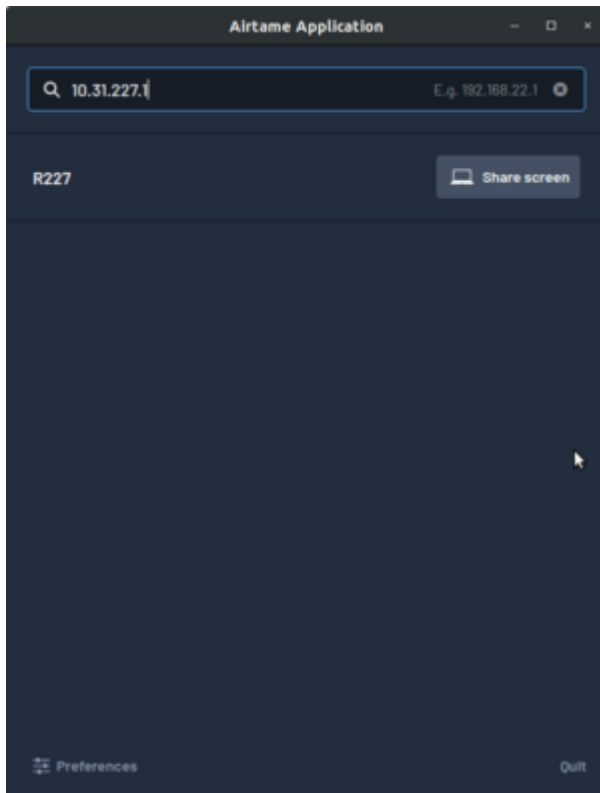 Airtame Application
10.31.227.1 E.g. 192.168.22.1
R227 Share screen
Preferences Quit